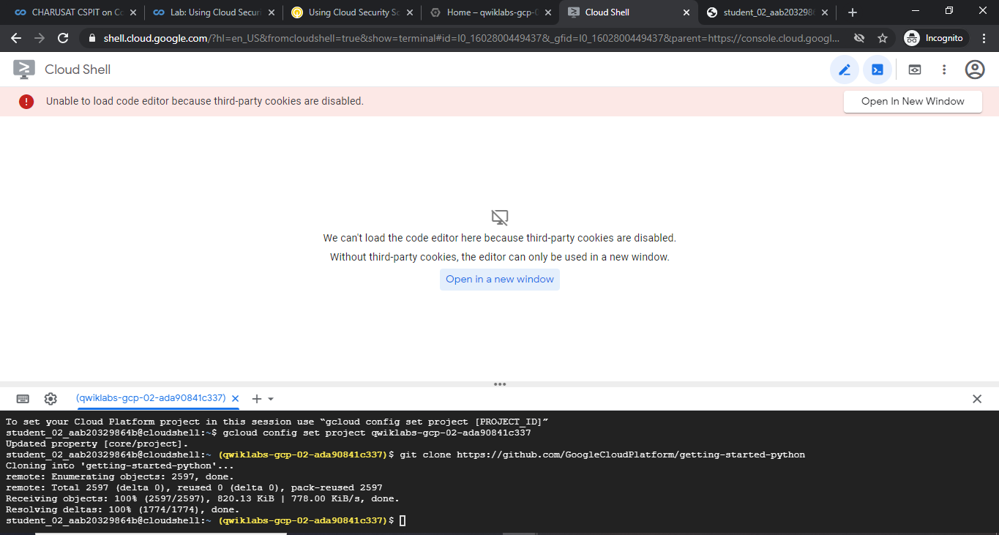 CHARUSAT CSPIT on Co
Lab: Using Cloud Securi
Using Cloud Security Sc
Home – qwiklabs-gcp-0
Cloud Shell
student_02_aab2032986
shell.cloud.google.com/?hl=en_US&fromcloudshell=true&show=terminal#id=I0_1602800449437&_gfid=I0_1602800449437&parent=https://console.cloud.googl...
Incognito
Cloud Shell
Unable to load code editor because third-party cookies are disabled.
Open In New Window
We can't load the code editor here because third-party cookies are disabled.
Without third-party cookies, the editor can only be used in a new window.
Open in a new window
(qwiklabs-gcp-02-ada90841c337)
To set your Cloud Platform project in this session use “gcloud config set project [PROJECT_ID]”
student_02_aab20329864b@cloudshell:~$ gcloud config set project qwiklabs-gcp-02-ada90841c337
Updated property [core/project].
student_02_aab20329864b@cloudshell:~ (qwiklabs-gcp-02-ada90841c337)$ git clone https://github.com/GoogleCloudPlatform/getting-started-python
Cloning into 'getting-started-python'...
remote: Enumerating objects: 2597, done.
remote: Total 2597 (delta 0), reused 0 (delta 0), pack-reused 2597
Receiving objects: 100% (2597/2597), 820.13 KiB | 778.00 KiB/s, done.
Resolving deltas: 100% (1774/1774), done.
student_02_aab20329864b@cloudshell:~ (qwiklabs-gcp-02-ada90841c337)$